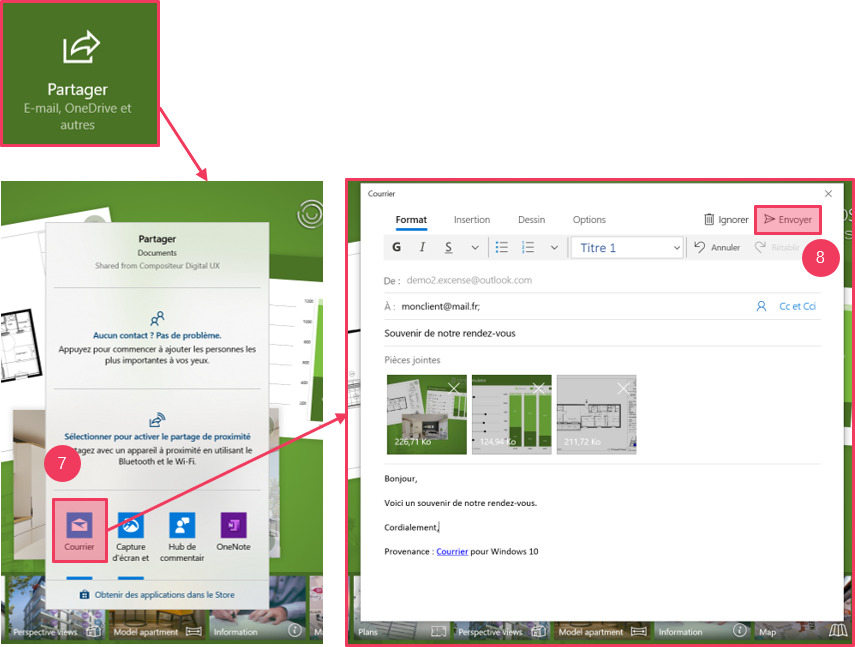 Partager
E-mail, OneDrive et
autres
Partager
Documents
Shared from Compositeur Digital UX
Aucun contact ? Pas de problème.
Appuyez pour commencer à ajouter les personnes les
plus importantes à vos yeux.
Sélectionner pour activer le partage de proximité
tagez avec un appareil à proximité en utilisant le
Bluetooth et le Wi-Fi.
7
Courrier
Capture
d'écran et
Hub de
commentair
OneNote
Obtenir des applications dans le Store
Perspective views
Model apartment
Information
M
Courrier
Format
Insertion
Dessin
Options
Ignorer
Envoyer
8
G
I
S
Titre 1
Annuler
Rétablir
De : demo2.excense@outlook.com
À : monclient@mail.fr;
Cc et Cci
Souvenir de notre rendez-vous
Pièces jointes
226,71 Ko
124,94 Ko
211,72 Ko
Bonjour,
Voici un souvenir de notre rendez-vous.
Cordialement,
Provenance : Courrier pour Windows 10
Plans
Perspective views
Model apartment
Information
Map